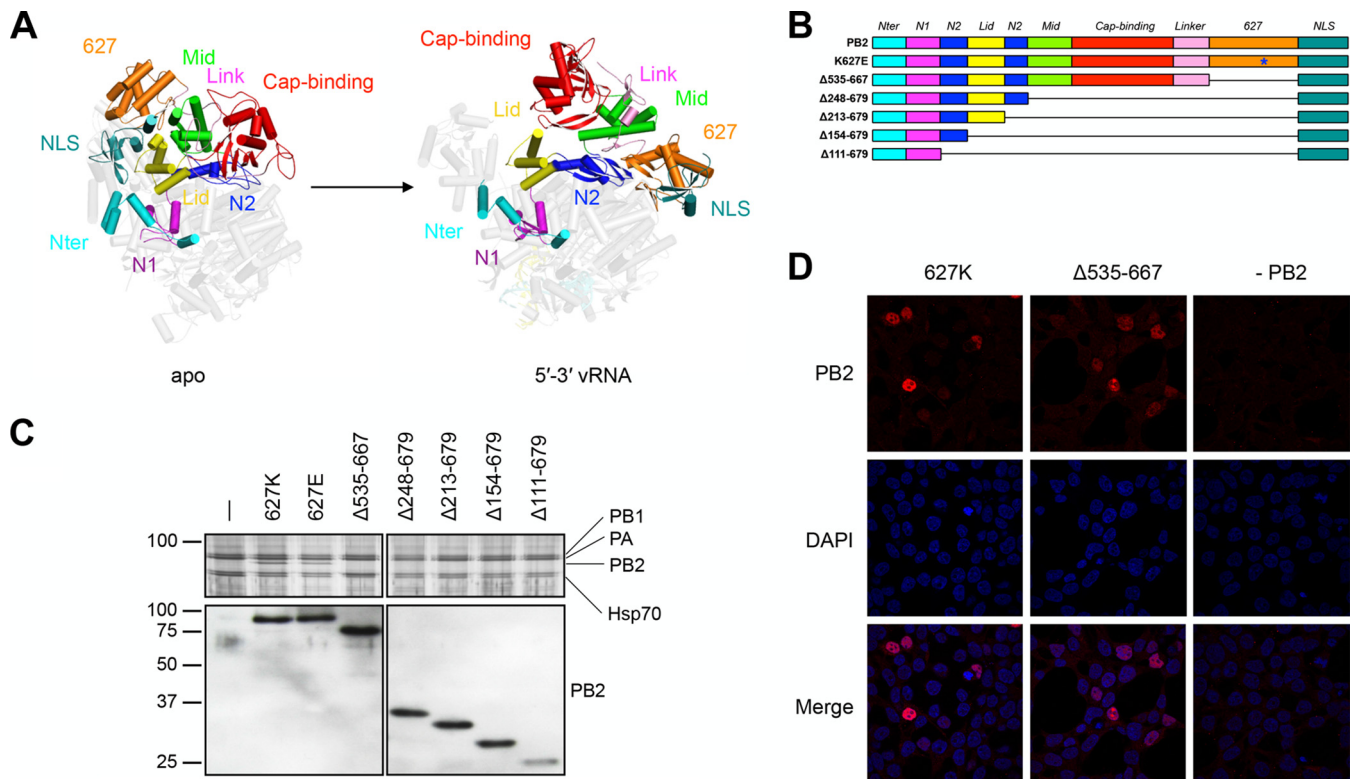 A
627
Mid
Link
Cap-binding
NLS
Lid
N2
Nter
N1
apo
Cap-binding
Link
Mid
Lid
627
N2
NLS
Nter
N1
5′-3′ vRNA
B
Nter N1 N2 Lid N2 Mid Cap-binding Linker 627 NLS
PB2
K627E
*
Δ535-667
Δ248-679
Δ213-679
Δ154-679
Δ111-679
C
— 627K 627E Δ535-667 Δ248-679 Δ213-679 Δ154-679 Δ111-679
100
PB1
PA
PB2
Hsp70
100
75
50
37
25
PB2
D
627K Δ535-667 - PB2
PB2
DAPI
Merge